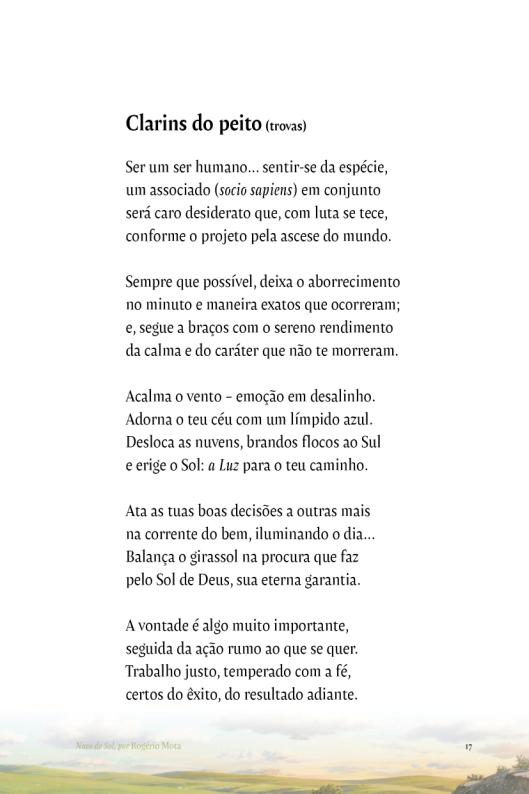 Clarins do peito (trovas)
Ser um ser humano... sentir-se da espécie,
um associado (socio sapiens) em conjunto
será caro desiderato que, com luta se tece,
conforme o projeto pela ascese do mundo.
Sempre que possível, deixa o aborrecimento
no minuto e maneira exatos que ocorreram;
e, segue a braços com o sereno rendimento
da calma e do caráter que não te morreram.
Acalma o vento – emoção em desalinho.
Adorna o teu céu com um límpido azul.
Desloca as nuvens, brandos flocos ao Sul
e erige o Sol: a Luz para o teu caminho.
Ata as tuas boas decisões a outras mais
na corrente do bem, iluminando o dia...
Balança o girassol na procura que faz
pelo Sol de Deus, sua eterna garantia.
A vontade é algo muito importante,
seguida da ação rumo ao que se quer.
Trabalho justo, temperado com a fé,
certos do êxito, do resultado adiante.
de Sol, por Rogério Mota 17